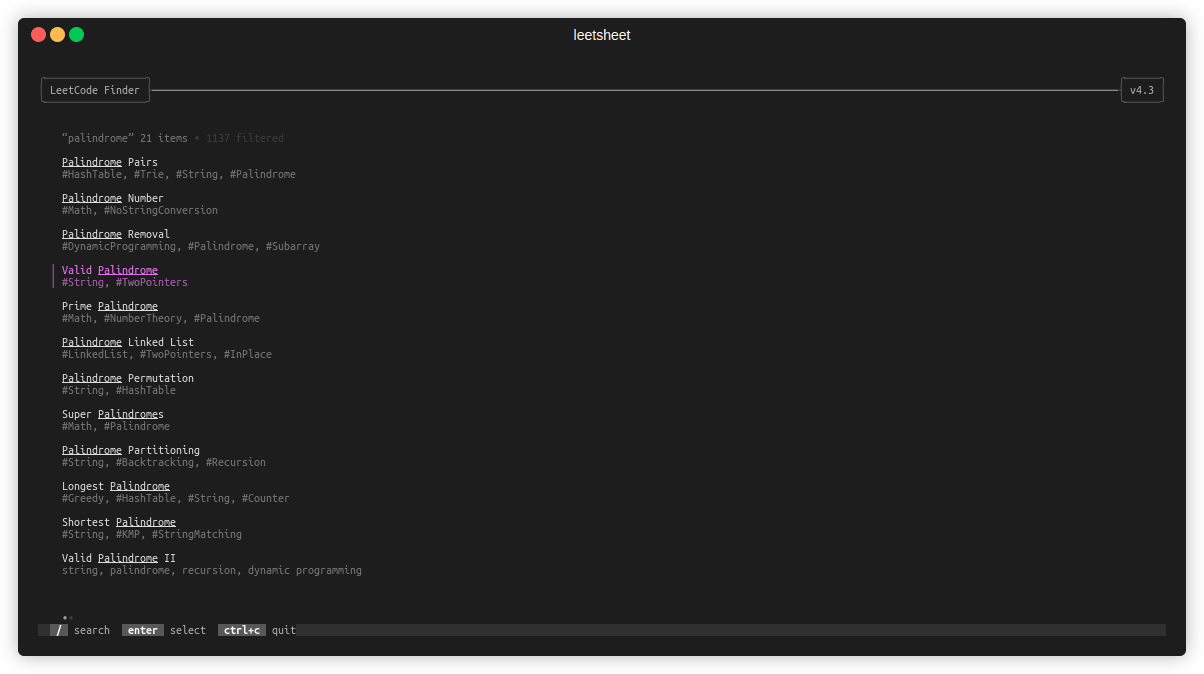 leetsheet
LeetCode Finder v4.3
“palindrome” 21 items • 1137 filtered
Palindrome Pairs
#HashTable, #Trie, #String, #Palindrome
Palindrome Number
#Math, #NoStringConversion
Palindrome Removal
#DynamicProgramming, #Palindrome, #Subarray
Valid Palindrome
#String, #TwoPointers
Prime Palindrome
#Math, #NumberTheory, #Palindrome
Palindrome Linked List
#LinkedList, #TwoPointers, #InPlace
Palindrome Permutation
#String, #HashTable
Super Palindromes
#Math, #Palindrome
Palindrome Partitioning
#String, #Backtracking, #Recursion
Longest Palindrome
#Greedy, #HashTable, #String, #Counter
Shortest Palindrome
#String, #KMP, #StringMatching
Valid Palindrome II
string, palindrome, recursion, dynamic programming
/ search enter select ctrl+c quit